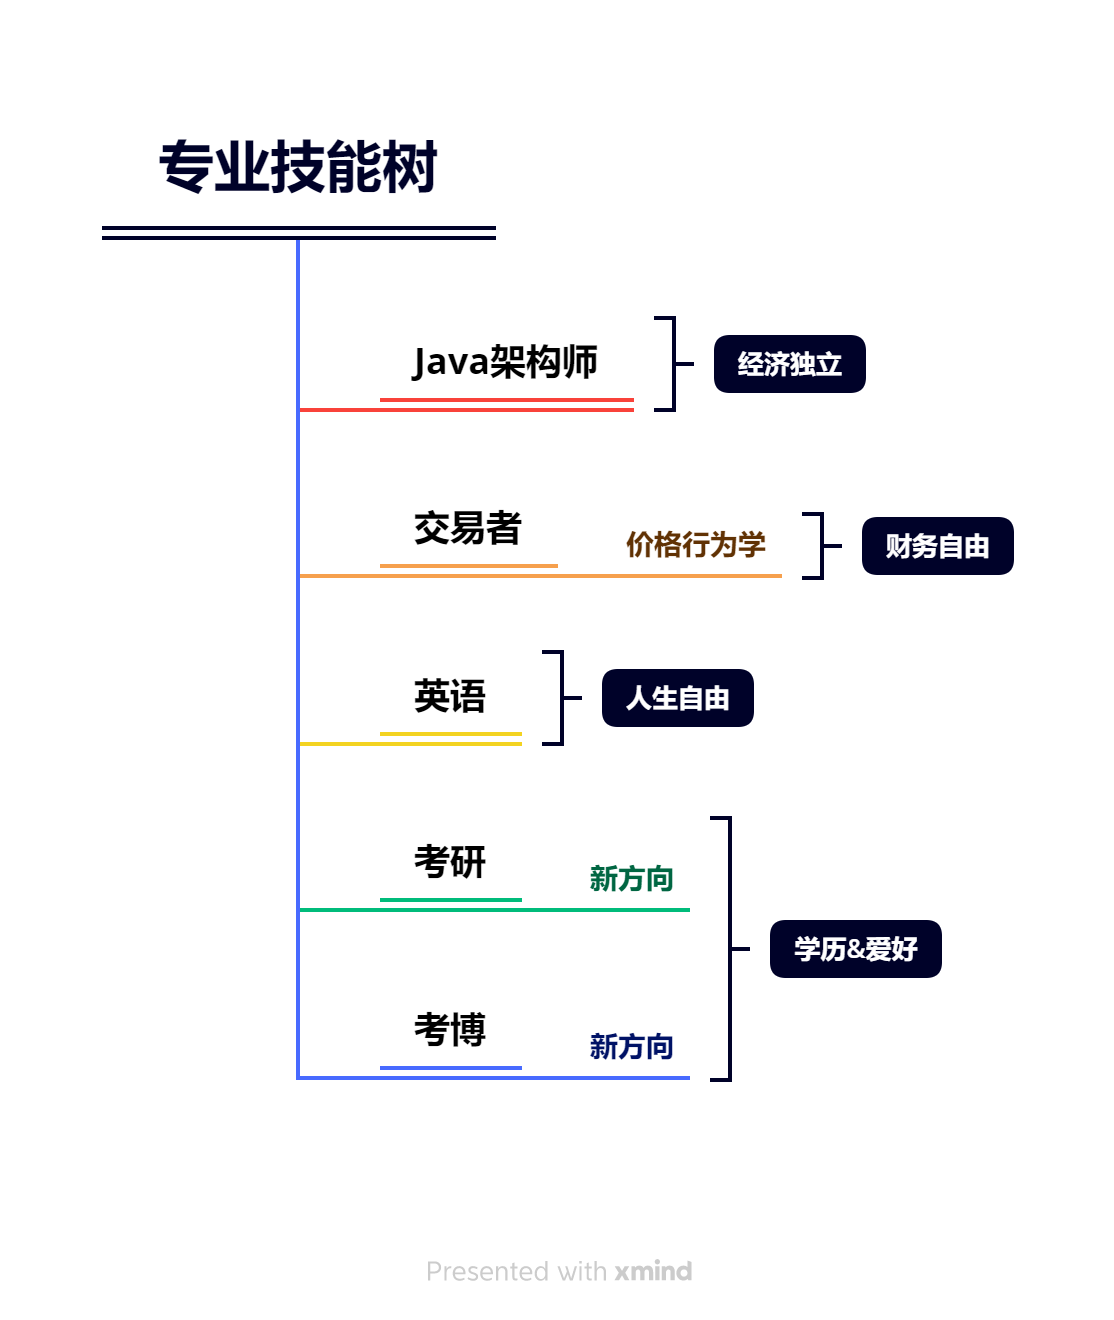 专业技能树
Java架构师
经济独立
交易者
价格行为学
财务自由
英语
人生自由
考研
新方向
学历&爱好
考博
新方向
Presented with xmind